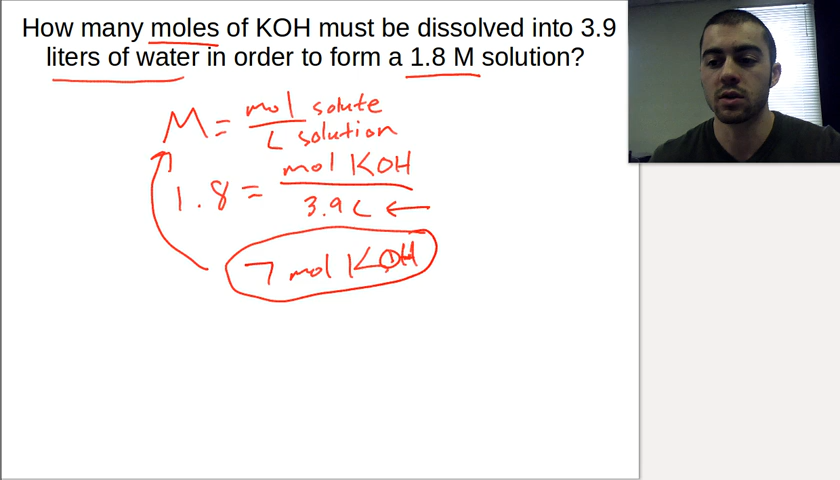 How many moles of KOH must be dissolved into 3.9
liters of water in order to form a 1.8 M solution?
M = mol solute
L solution
1.8 = mol KOH
3.9 L ←
7 mol KOH